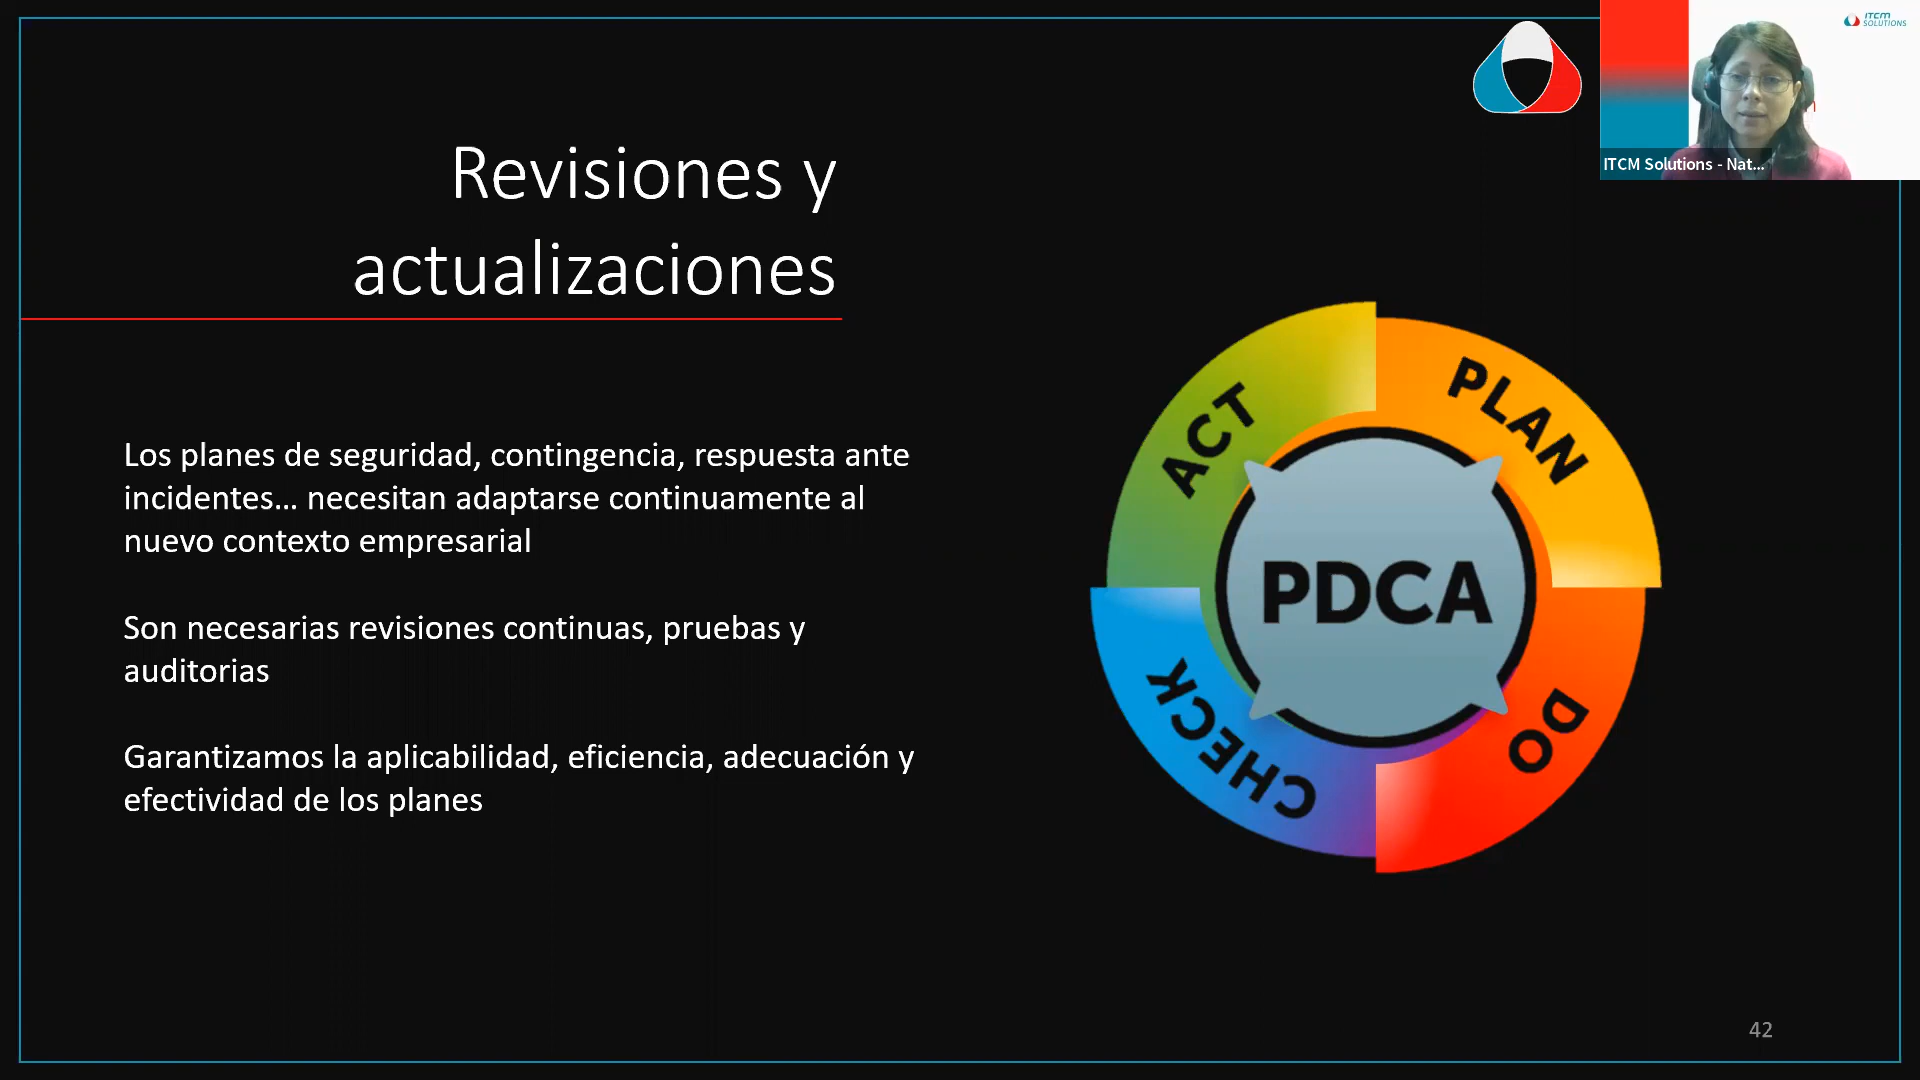 ITCM
SOLUTIONS
ITCM Solutions - Nat...
Revisiones y
actualizaciones
Los planes de seguridad, contingencia, respuesta ante
incidentes... necesitan adaptarse continuamente al
nuevo contexto empresarial
Son necesarias revisiones continuas, pruebas y
auditorias
Garantizamos la aplicabilidad, eficiencia, adecuación y
efectividad de los planes
ACT
PLAN
PDCA
CHECK
DO
42